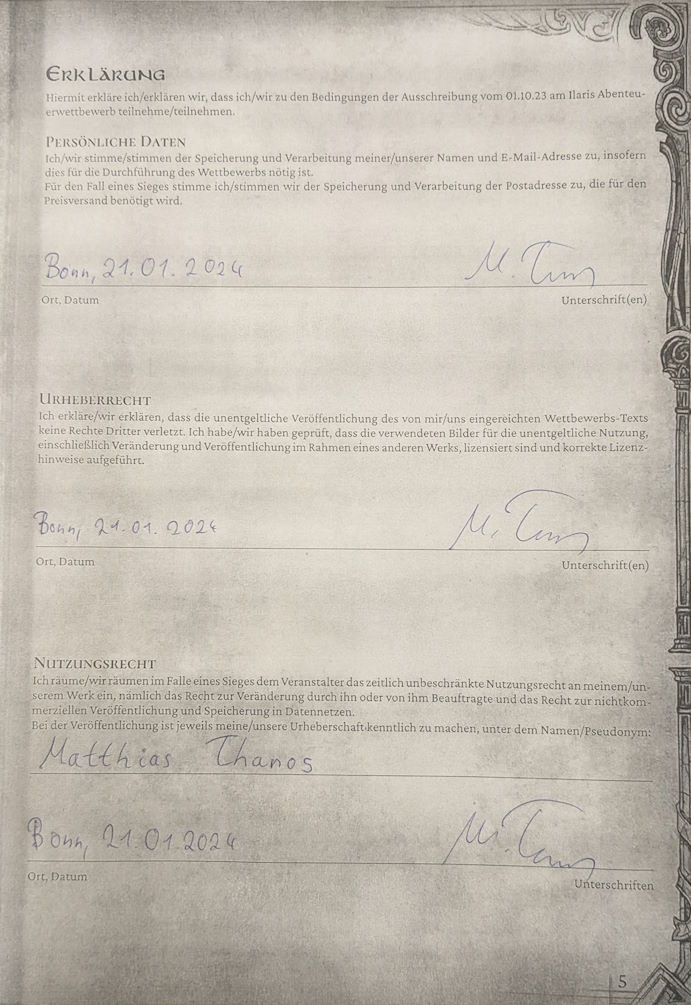 Erklärung
Hiermit erkläre ich/erklären wir, dass ich/wir zu den Bedingungen der Ausschreibung vom 01.10.23 am Ilaris Abenteu-
erwettbewerb teilnehme/teilnehmen.
Persönliche Daten
Ich/wir stimme/stimmen der Speicherung und Verarbeitung meiner/unserer Namen und E-Mail-Adresse zu, insofern
dies für die Durchführung des Wettbewerbs nötig ist.
Für den Fall eines Sieges stimme ich/stimmen wir der Speicherung und Verarbeitung der Postadresse zu, die für den
Preisversand benötigt wird.
Bonn, 21.01.2024
Ort, Datum Unterschrift(en)
Urheberrecht
Ich erkläre/wir erklären, dass die unentgeltliche Veröffentlichung des von mir/uns eingereichten Wettbewerbs-Texts
keine Rechte Dritter verletzt. Ich habe/wir haben geprüft, dass die verwendeten Bilder für die unentgeltliche Nutzung,
einschließlich Veränderung und Veröffentlichung im Rahmen eines anderen Werks, lizensiert sind und korrekte Lizenz-
hinweise aufgeführt.
Bonn, 21.01.2024
Ort, Datum Unterschrift(en)
Nutzungsrecht
Ich räume/wir räumen im Falle eines Sieges dem Veranstalter das zeitlich unbeschränkte Nutzungsrecht an meinem/un-
serem Werk ein, nämlich das Recht zur Veränderung durch ihn oder von ihm Beauftragte und das Recht zur nichtkom-
merziellen Veröffentlichung und Speicherung in Datennetzen.
Bei der Veröffentlichung ist jeweils meine/unsere Urheberschaft kenntlich zu machen, unter dem Namen/Pseudonym:
Matthias Thanos
Bonn, 21.01.2024
Ort, Datum Unterschriften
5